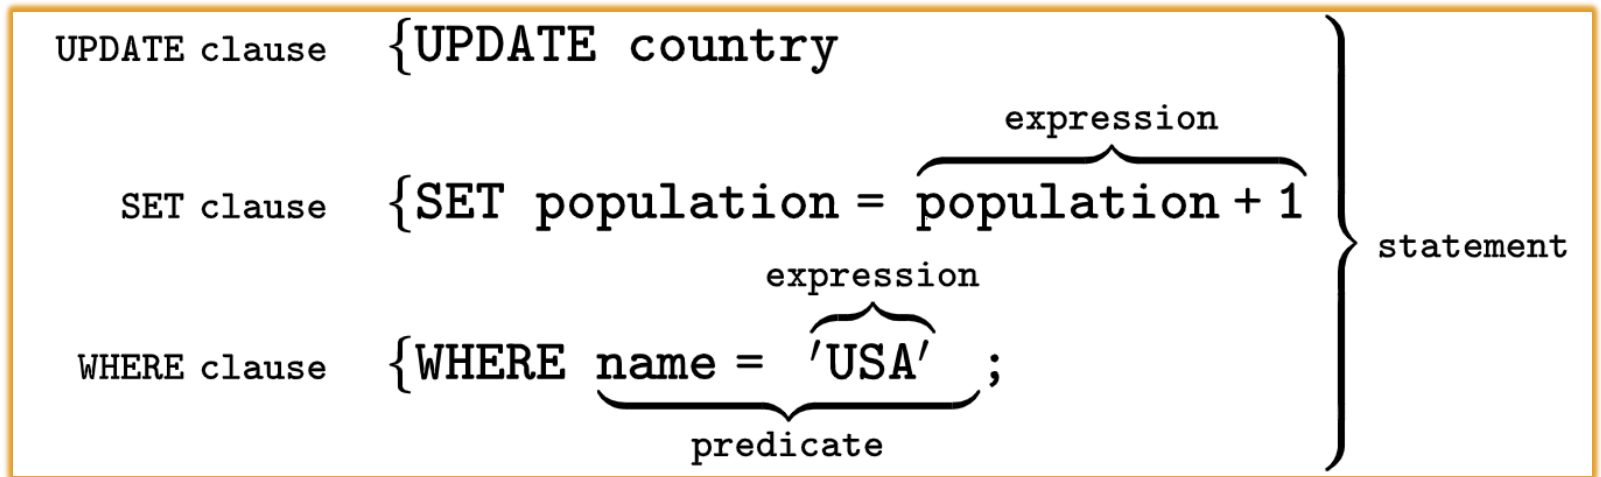 UPDATE clause {UPDATE country
expression
SET clause {SET population = population + 1
statement
expression
WHERE clause {WHERE name = 'USA' ;
predicate